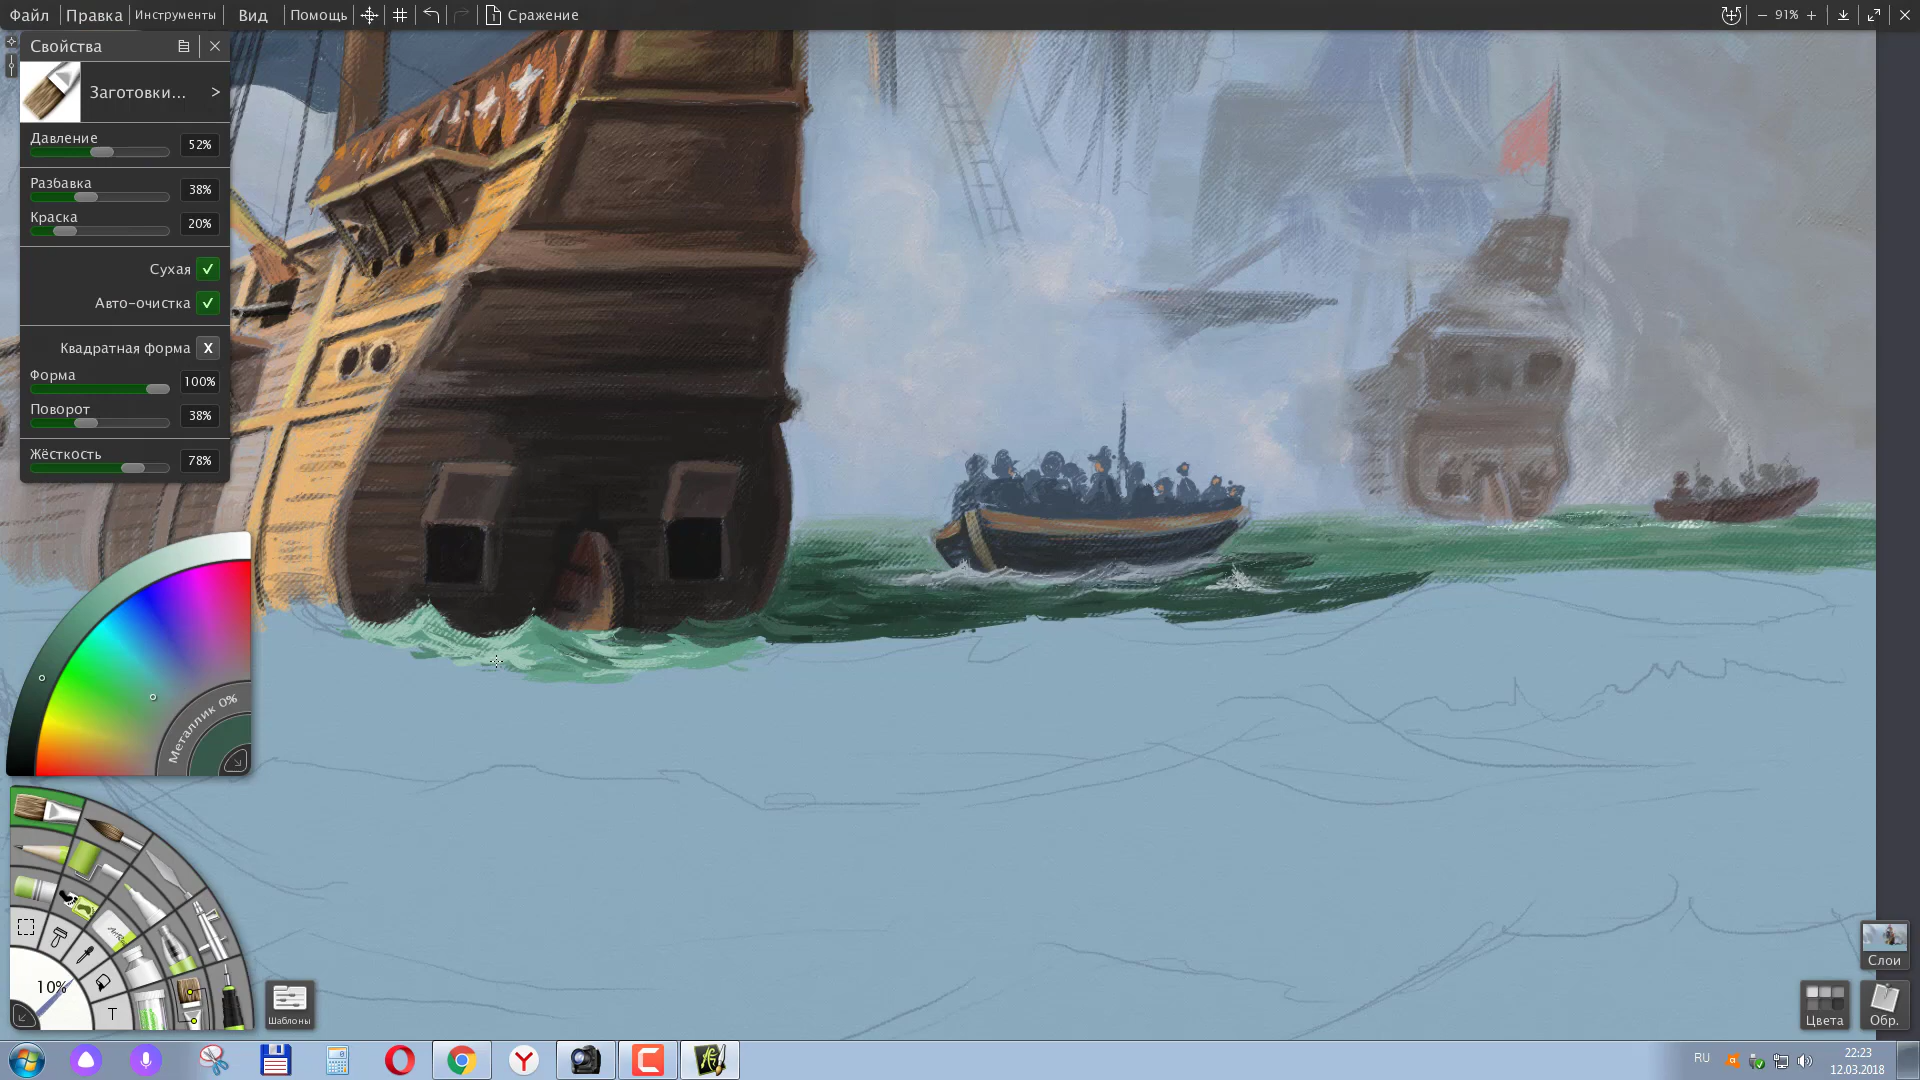 Файл Правка Инструменты Вид Помощь Сражение 91%
Свойства
Заготовки...
Давление 52%
Разбавка 38%
Краска 20%
Сухая
Авто-очистка
Квадратная форма X
Форма 100%
Поворот 38%
Жёсткость 78%
Металлик 0%
10%
T
Шаблоны
Слои
Цвета
Обр.
RU
22:23
12.03.2018